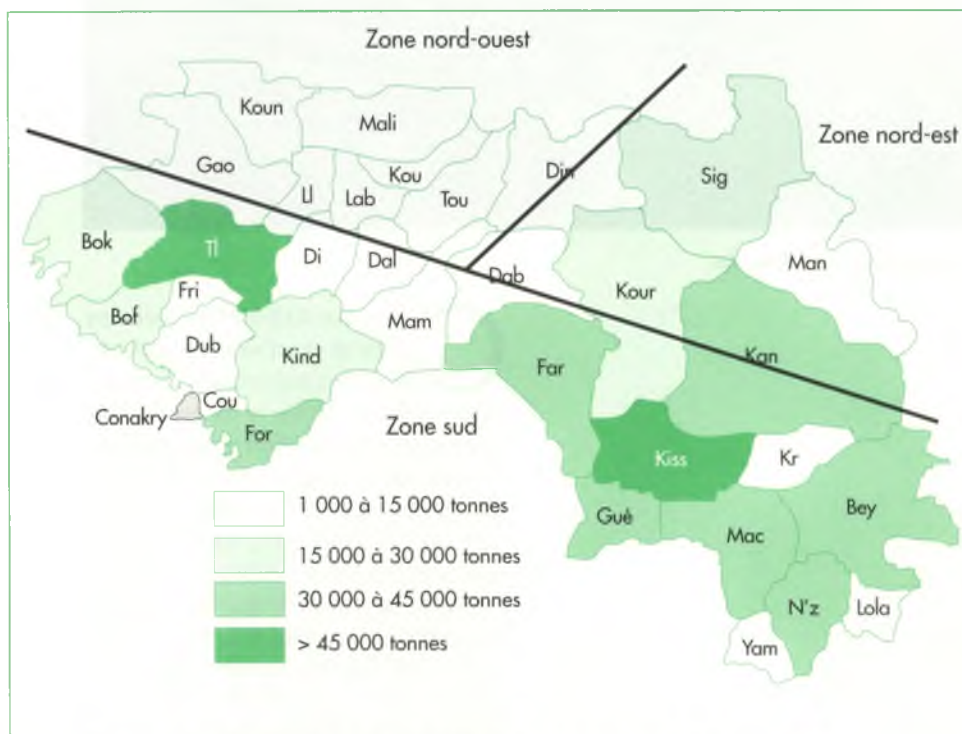 Zone nord-ouest
Zone nord-est
Koun
Mali
Gao
Kou
Din
Sig
Ll
Lab
Tou
Bok
Tl
Di
Dal
Dab
Man
Fri
Kour
Bof
Mam
Dub
Kind
Far
Kan
Cou
Conakry
For
Zone sud
Kiss
Kr
1 000 à 15 000 tonnes
Guè
Bey
Mac
15 000 à 30 000 tonnes
30 000 à 45 000 tonnes
N'z
Lola
> 45 000 tonnes
Yam